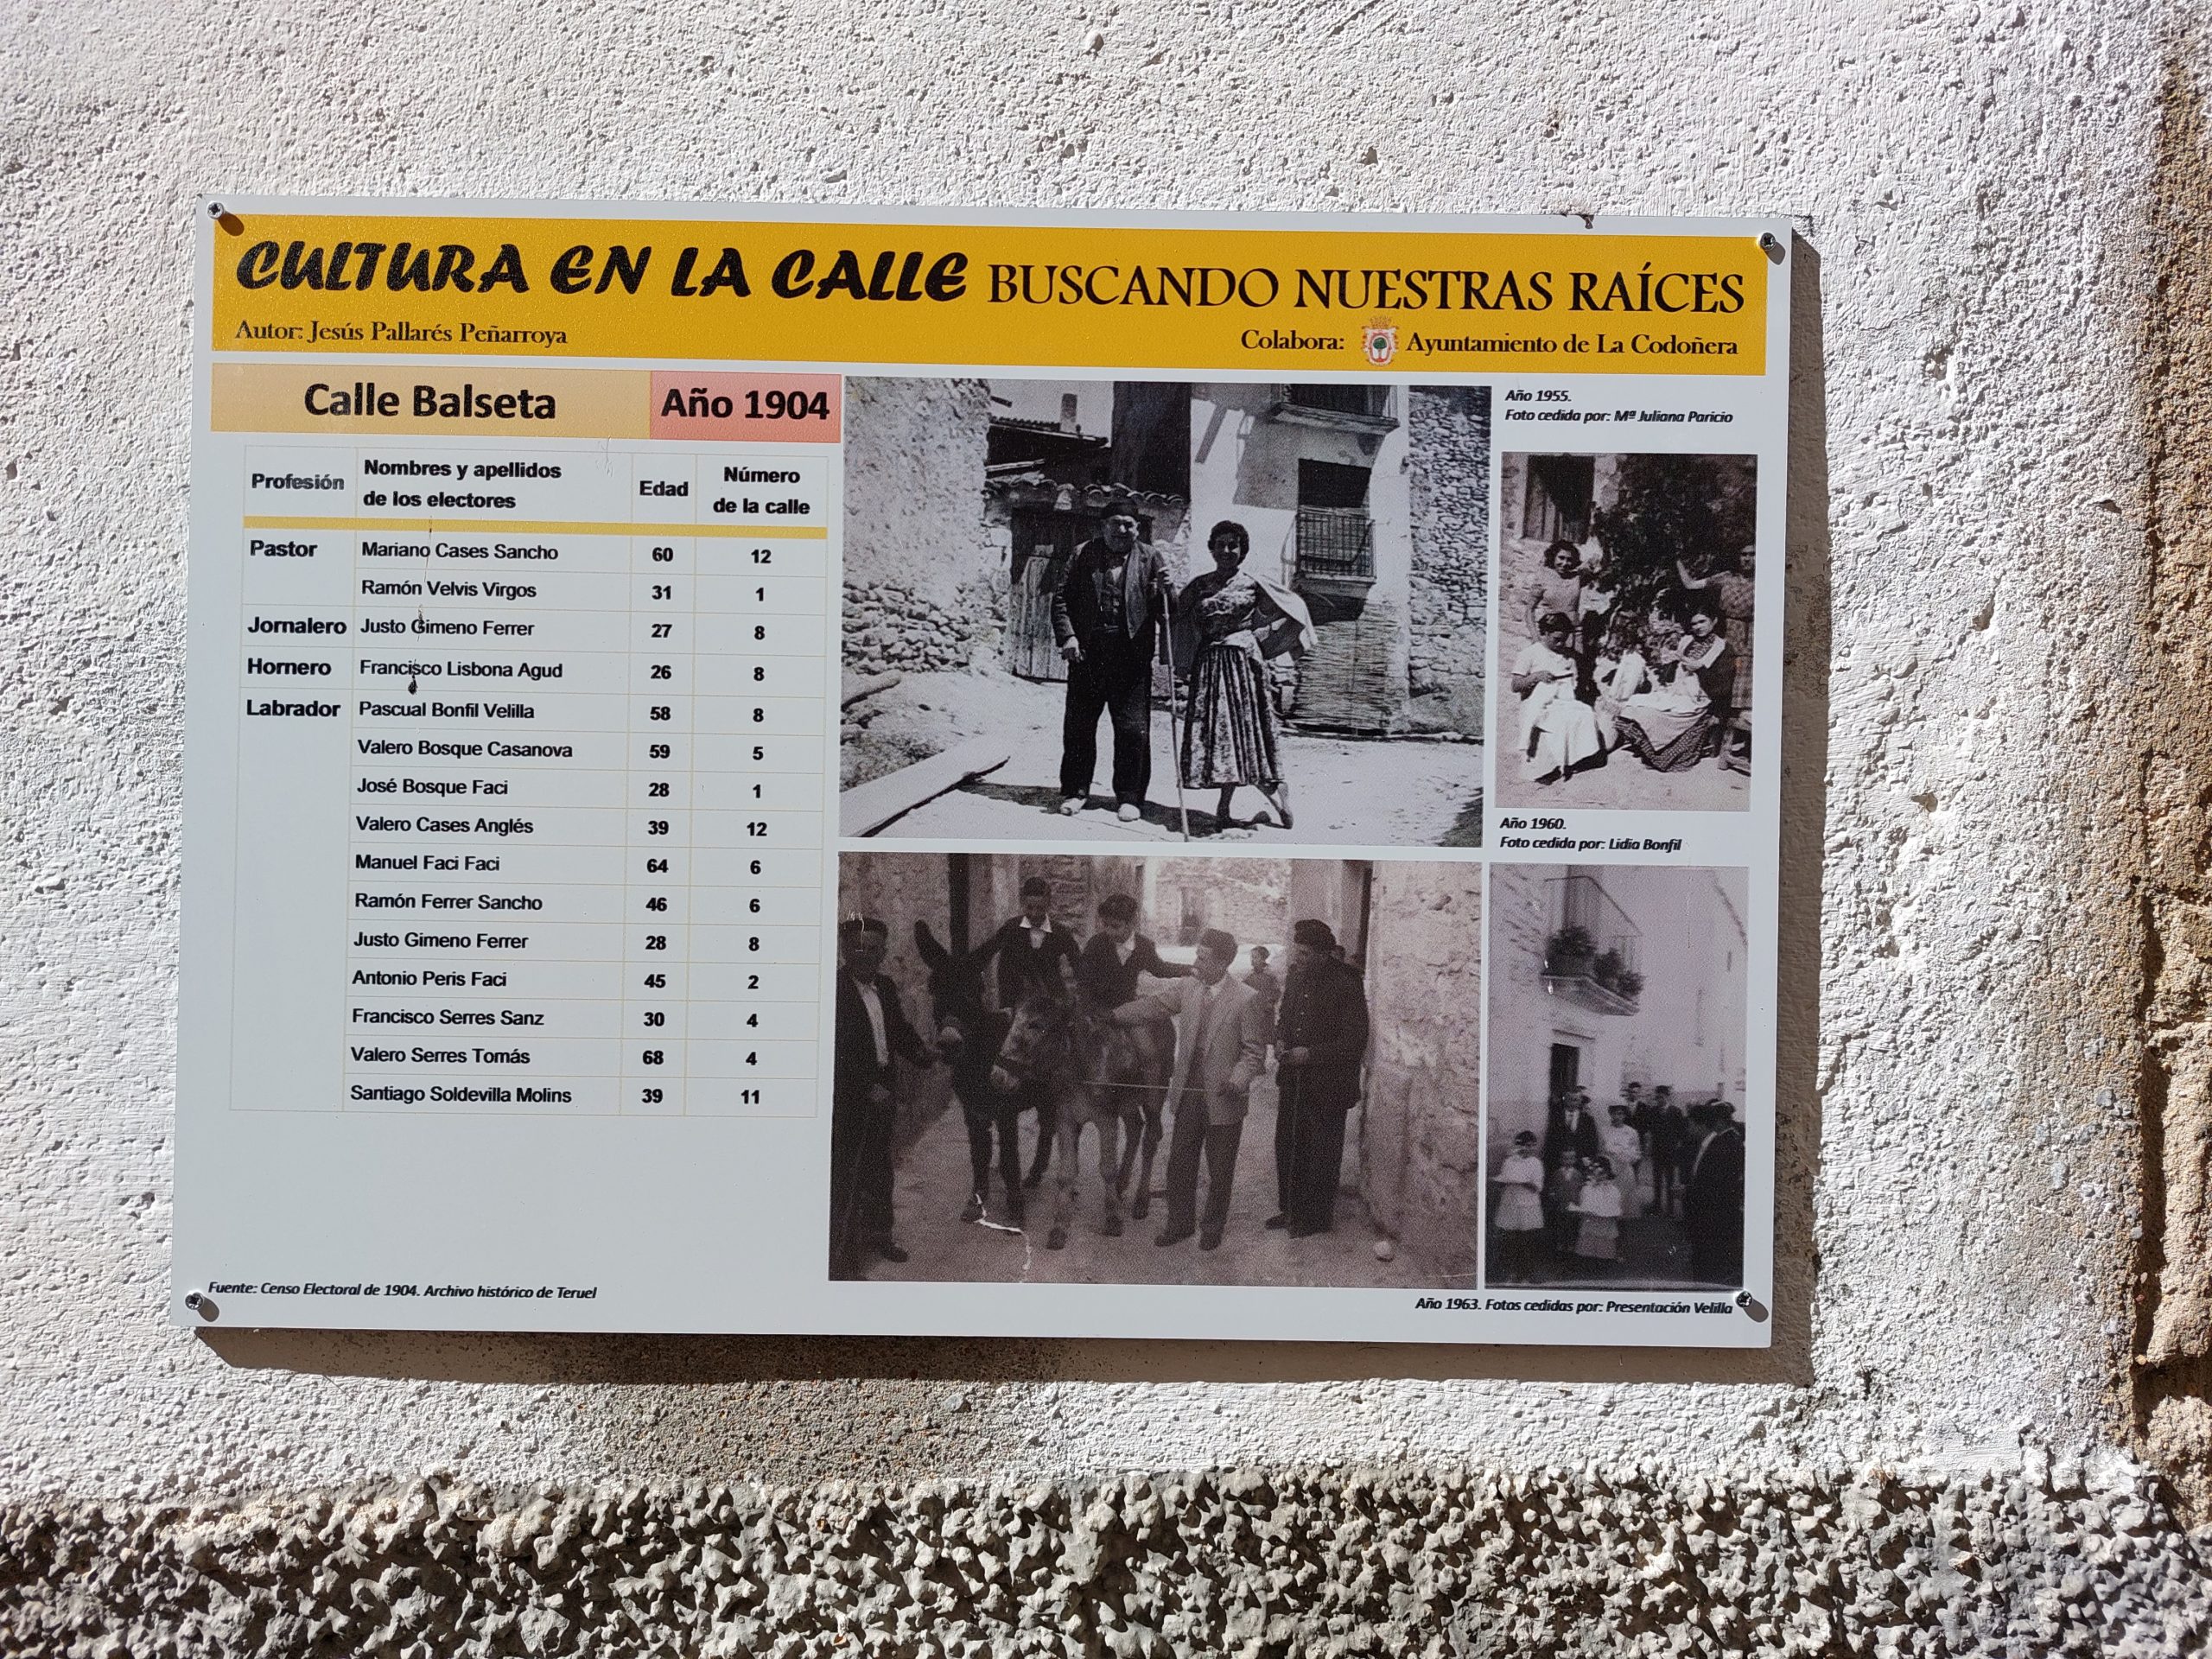 CULTURA EN LA CALLE BUSCANDO NUESTRAS RAÍCES
Autor: Jesús Pallarés Peñarroya
Colabora: Ayuntamiento de La Codoñera
Calle Balseta Año 1904
Profesión Nombres y apellidos de los electores Edad Número de la calle
Pastor Mariano Cases Sancho 60 12
Ramón Velvis Virgos 31 1
Jornalero Justo Gimeno Ferrer 27 8
Hornero Francisco Lisbona Agud 26 8
Labrador Pascual Bonfil Velilla 58 8
Valero Bosque Casanova 59 5
José Bosque Faci 28 1
Valero Cases Anglés 39 12
Manuel Faci Faci 64 6
Ramón Ferrer Sancho 46 6
Justo Gimeno Ferrer 28 8
Antonio Peris Faci 45 2
Francisco Serres Sanz 30 4
Valero Serres Tomás 68 4
Santiago Soldevilla Molins 39 11
Fuente: Censo Electoral de 1904. Archivo histórico de Teruel
Año 1955.
Foto cedida por: Mª Juliana Paricio
Año 1960.
Foto cedida por: Lidia Bonfil
Año 1963. Fotos cedidas por: Presentación Velilla